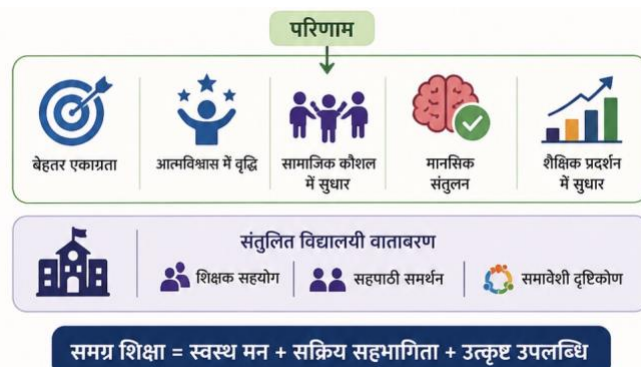 परिणाम
बेहतर एकाग्रता
आत्मविश्वास में वृद्धि
सामाजिक कौशल
में सुधार
मानसिक
संतुलन
शैक्षिक प्रदर्शन
में सुधार
संतुलित विद्यालयी वाताबरण
शिक्षक सहयोग
सहपाठी समर्थन
समावेशी दृष्टिकोण
समग्र शिक्षा = स्वस्थ मन + सक्रिय सहभागिता + उत्कृष्ट उपलब्धि